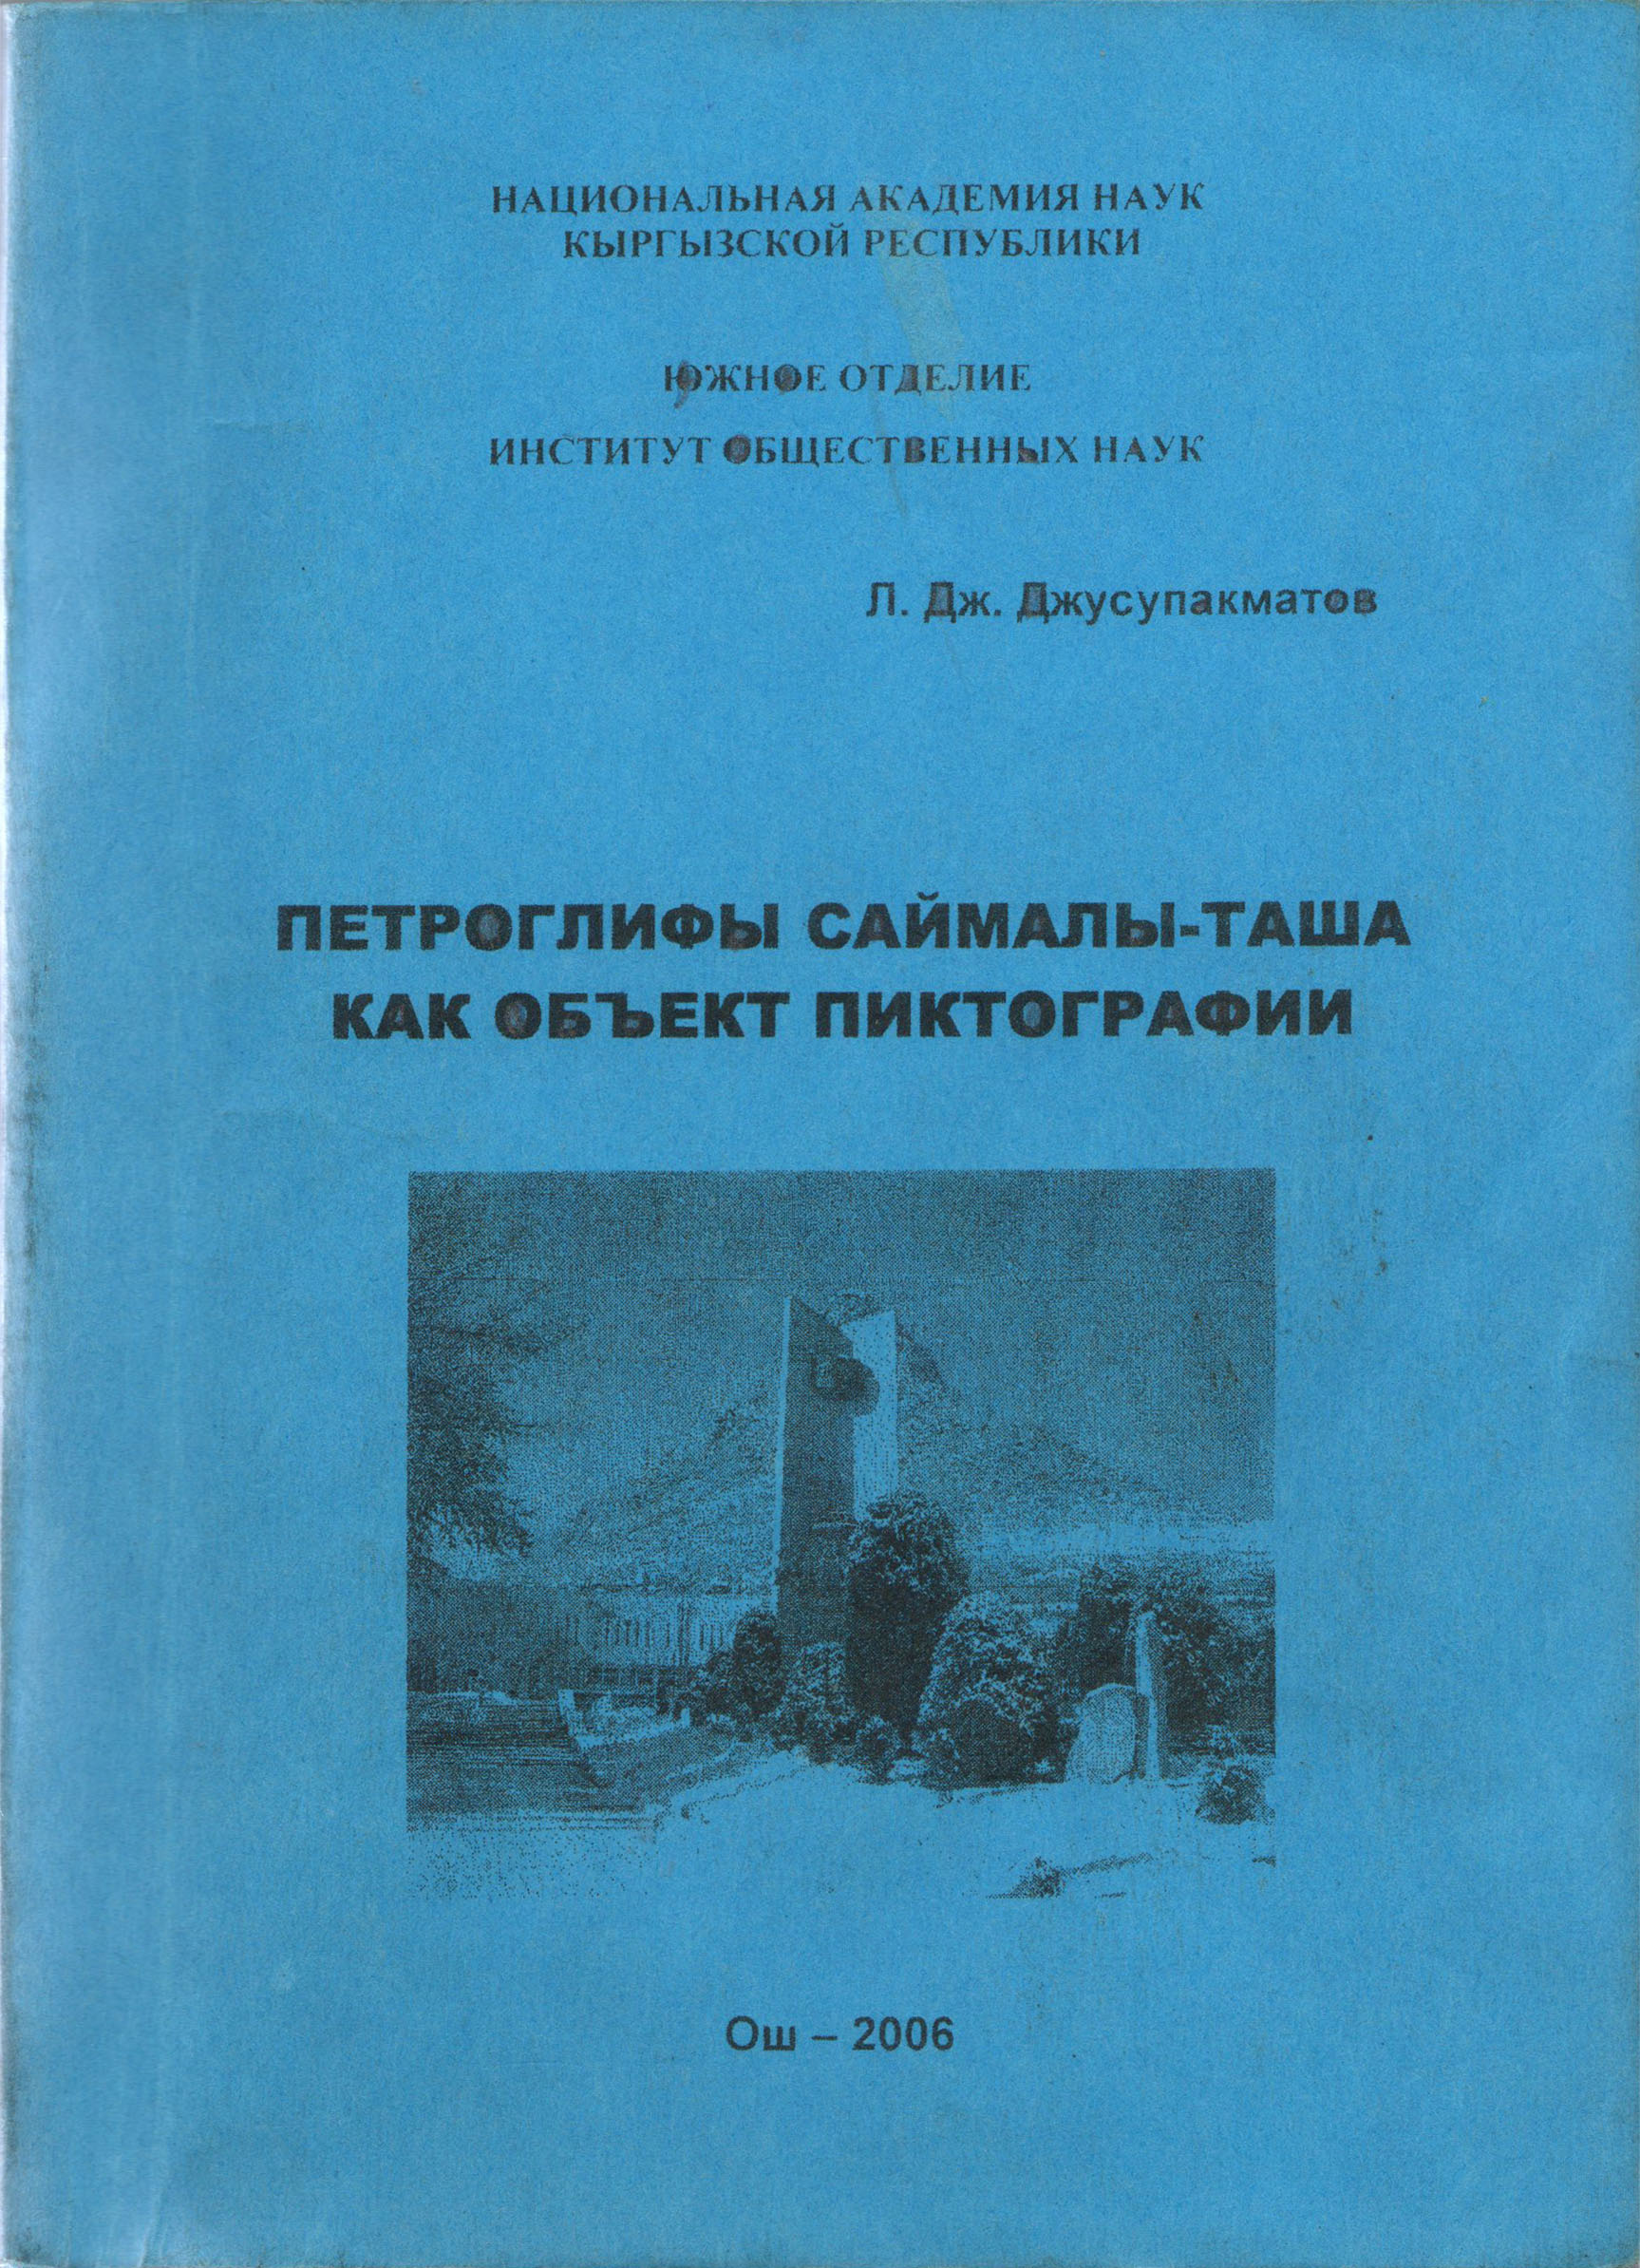 НАЦИОНАЛЬНАЯ АКАДЕМИЯ НАУК
КЫРГЫЗСКОЙ РЕСПУБЛИКИ
ЮЖНОЕ ОТДЕЛИЕ
ИНСТИТУТ ОБЩЕСТВЕННЫХ НАУК
Л. Дж. Джусупакматов
ПЕТРОГЛИФЫ САЙМАЛЫ-ТАША
КАК ОБЪЕКТ ПИКТОГРАФИИ
Ош – 2006